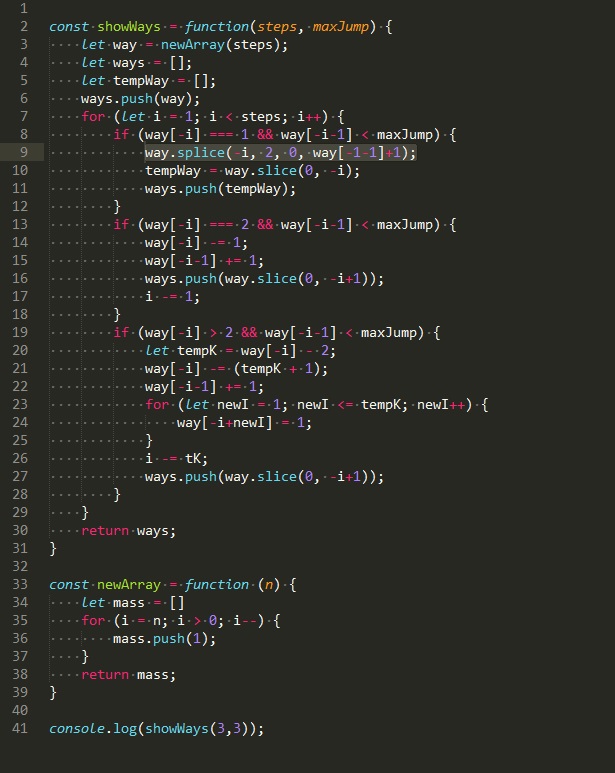 1
2 const showWays = function(steps, maxJump) {
3     let way = newArray(steps);
4     let ways = [];
5     let tempWay = [];
6     ways.push(way);
7     for (let i = 1; i < steps; i++) {
8         if (way[-i] === 1 && way[-i-1] < maxJump) {
9             way.splice(-i, 2, 0, way[-1-1]+1);
10             tempWay = way.slice(0, -i);
11             ways.push(tempWay);
12         }
13         if (way[-i] === 2 && way[-i-1] < maxJump) {
14             way[-i] -= 1;
15             way[-i-1] += 1;
16             ways.push(way.slice(0, -i+1));
17             i -= 1;
18         }
19         if (way[-i] > 2 && way[-i-1] < maxJump) {
20             let tempK = way[-i] - 2;
21             way[-i] -= (tempK + 1);
22             way[-i-1] += 1;
23             for (let newI = 1; newI <= tempK; newI++) {
24                 way[-i+newI] = 1;
25             }
26             i -= tK;
27             ways.push(way.slice(0, -i+1));
28         }
29     }
30     return ways;
31 }
32
33 const newArray = function (n) {
34     let mass = []
35     for (i = n; i > 0; i--) {
36         mass.push(1);
37     }
38     return mass;
39 }
40
41 console.log(showWays(3,3));